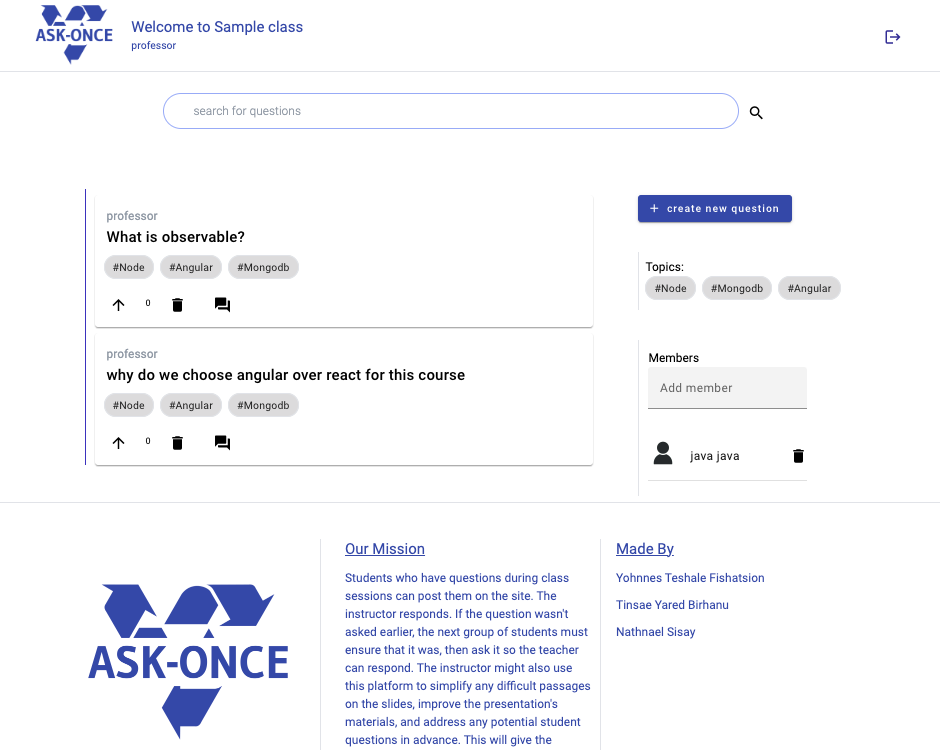 ASK-ONCE
Welcome to Sample class
professor
search for questions
professor
What is observable?
#Node #Angular #Mongodb
0
professor
why do we choose angular over react for this course
#Node #Angular #Mongodb
0
+ create new question
Topics:
#Node #Mongodb #Angular
Members
Add member
java java
ASK-ONCE
Our Mission
Students who have questions during class
sessions can post them on the site. The
instructor responds. If the question wasn't
asked earlier, the next group of students must
ensure that it was, then ask it so the teacher
can respond. The instructor might also use
this platform to simplify any difficult passages
on the slides, improve the presentation's
materials, and address any potential student
questions in advance. This will give the
Made By
Yohnnes Teshale Fishatsion
Tinsae Yared Birhanu
Nathnael Sisay